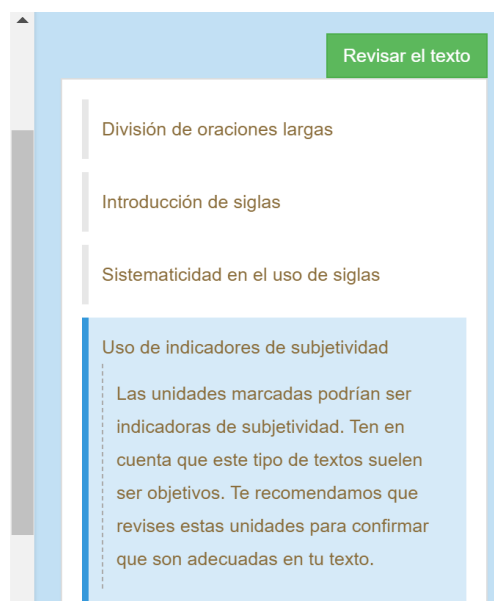 Revisar el texto
División de oraciones largas
Introducción de siglas
Sistematicidad en el uso de siglas
Uso de indicadores de subjetividad
Las unidades marcadas podrían ser
indicadoras de subjetividad. Ten en
cuenta que este tipo de textos suelen
ser objetivos. Te recomendamos que
revises estas unidades para confirmar
que son adecuadas en tu texto.